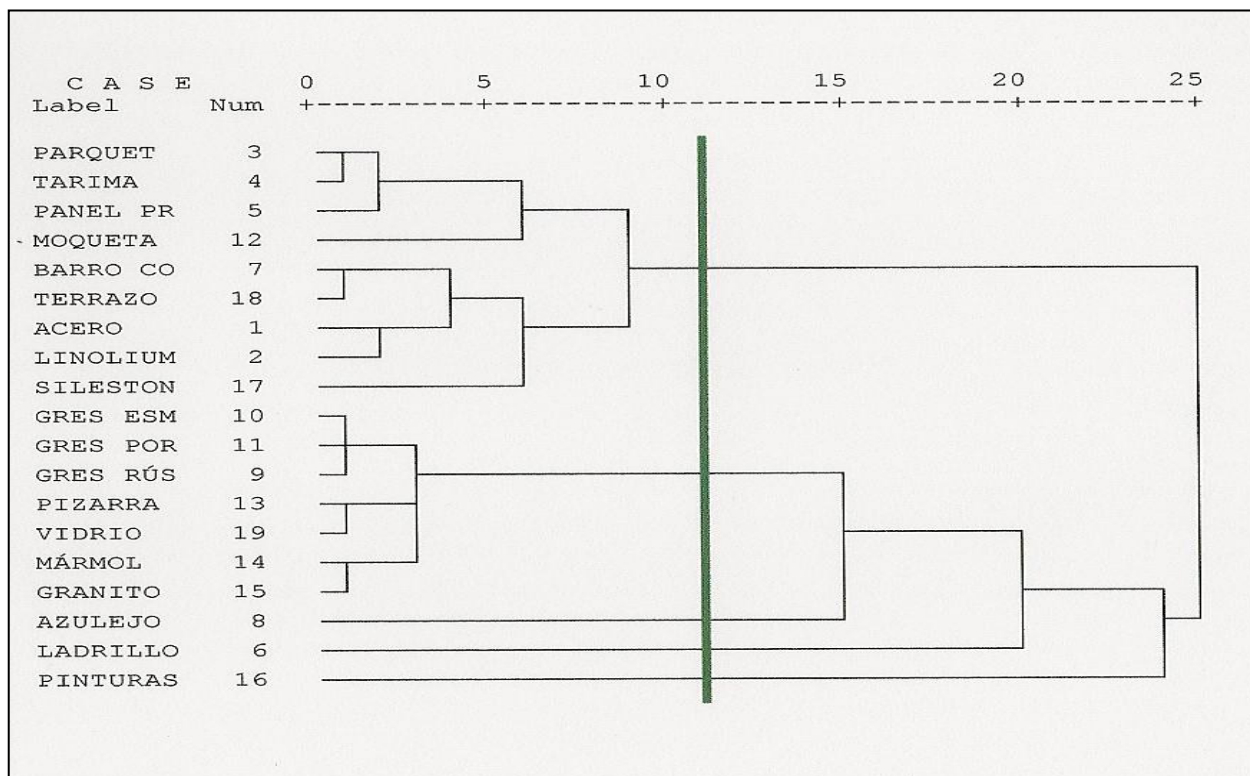 C A S E 0 5 10 15 20 25
Label Num
PARQUET 3
TARIMA 4
PANEL PR 5
MOQUETA 12
BARRO CO 7
TERRAZO 18
ACERO 1
LINOLIUM 2
SILESTON 17
GRES ESM 10
GRES POR 11
GRES RÚS 9
PIZARRA 13
VIDRIO 19
MÁRMOL 14
GRANITO 15
AZULEJO 8
LADRILLO 6
PINTURAS 16